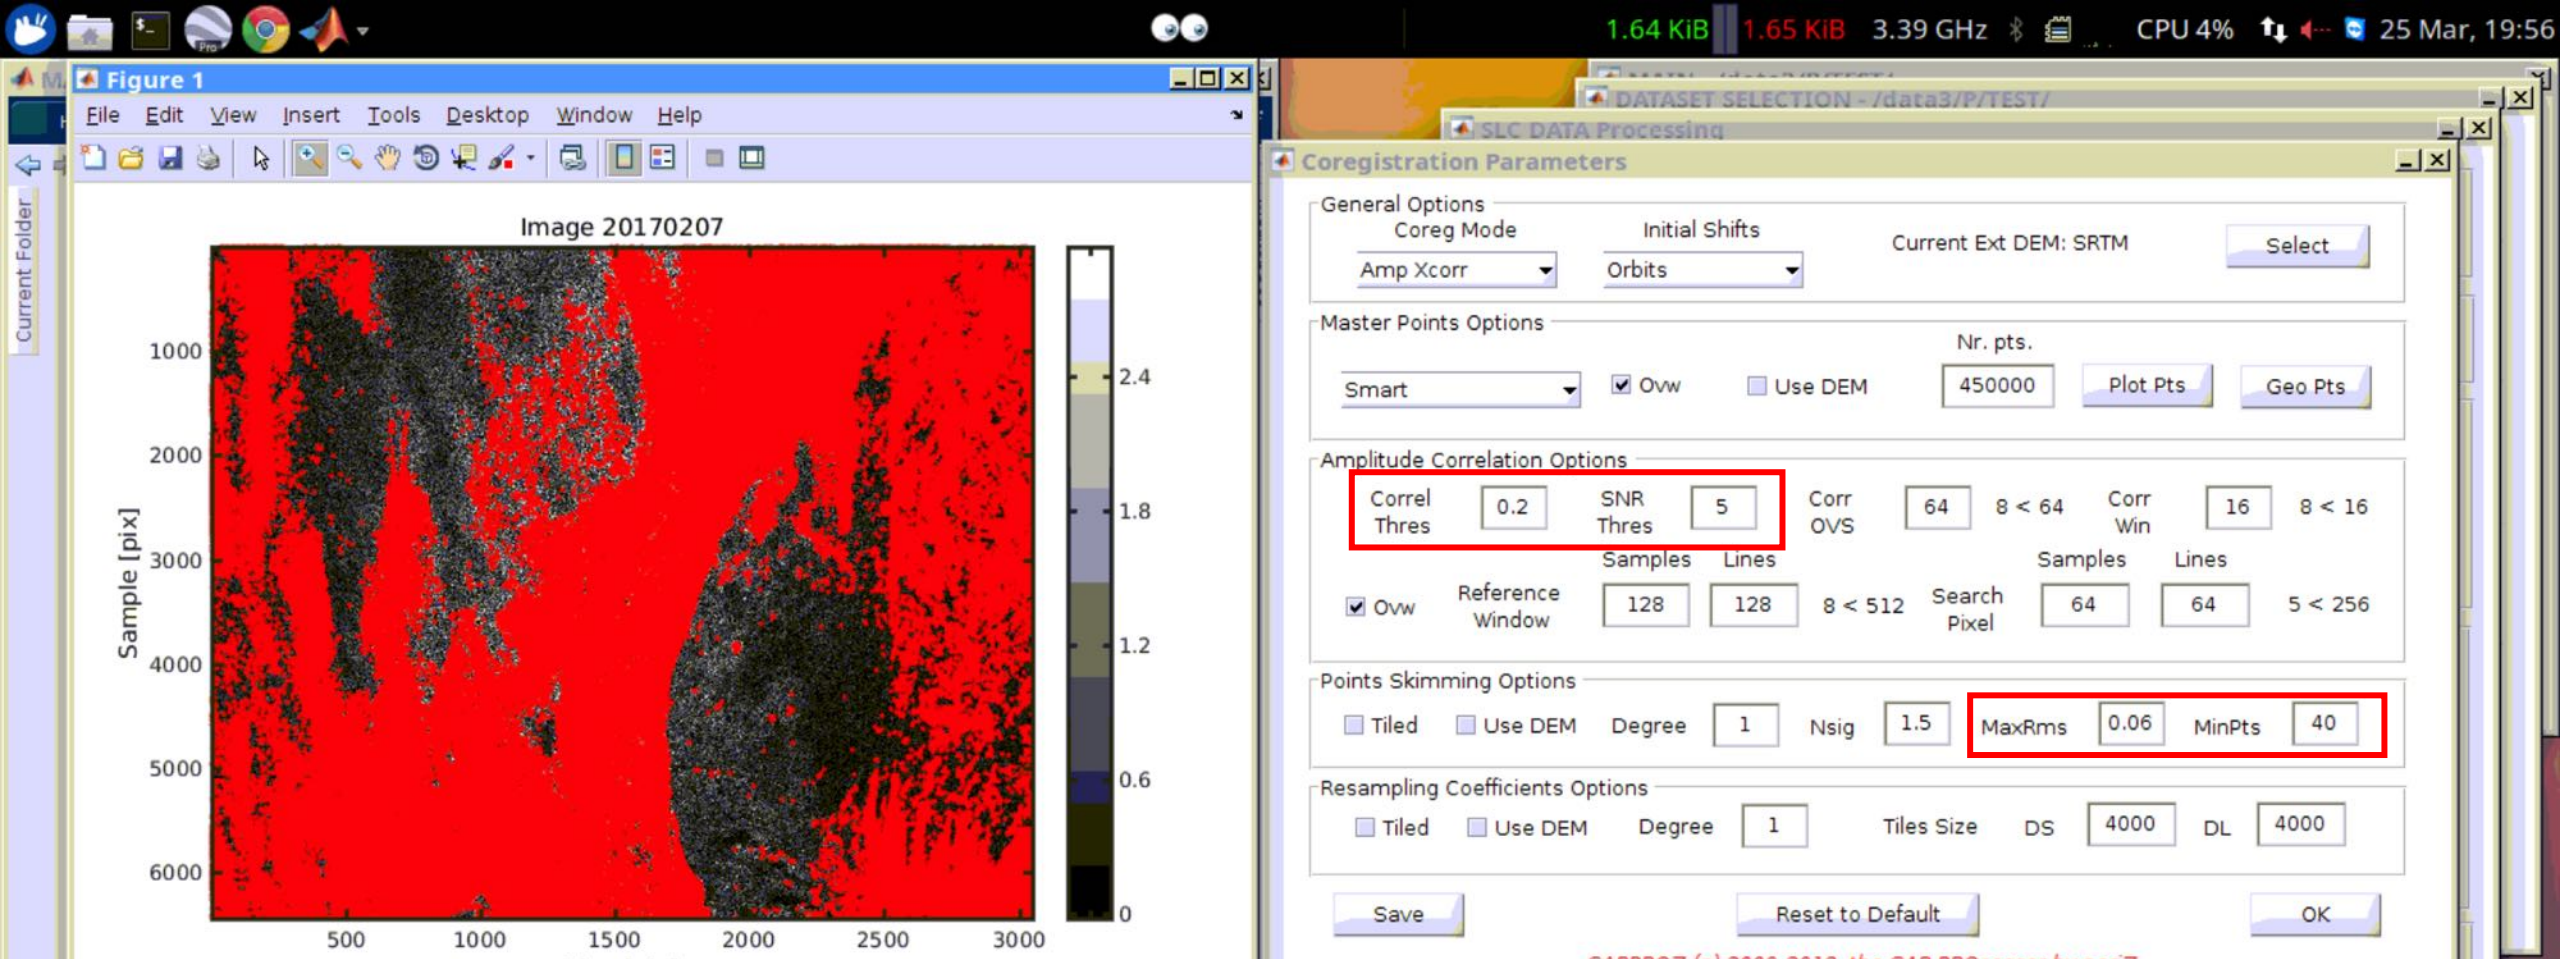 $_
Pro
1.64 KiB 1.65 KiB 3.39 GHz CPU 4% 25 Mar, 19:56
Figure 1
File Edit View Insert Tools Desktop Window Help
Current Folder
Image 20170207
Sample [pix]
1000
2000
3000
4000
5000
6000
500 1000 1500 2000 2500 3000
2.4
1.8
1.2
0.6
0
DATASET SELECTION - /data3/P/TEST/
SLC DATA Processing
Coregistration Parameters
General Options
Coreg Mode Initial Shifts
Amp Xcorr Orbits Current Ext DEM: SRTM Select
Master Points Options
Nr. pts.
Smart Ovw Use DEM 450000 Plot Pts Geo Pts
Amplitude Correlation Options
Correl Thres 0.2 SNR Thres 5 Corr OVS 64 8 < 64 Corr Win 16 8 < 16
Samples Lines Samples Lines
Ovw Reference Window 128 128 8 < 512 Search Pixel 64 64 5 < 256
Points Skimming Options
Tiled Use DEM Degree 1 Nsig 1.5 MaxRms 0.06 MinPts 40
Resampling Coefficients Options
Tiled Use DEM Degree 1 Tiles Size DS 4000 DL 4000
Save Reset to Default OK